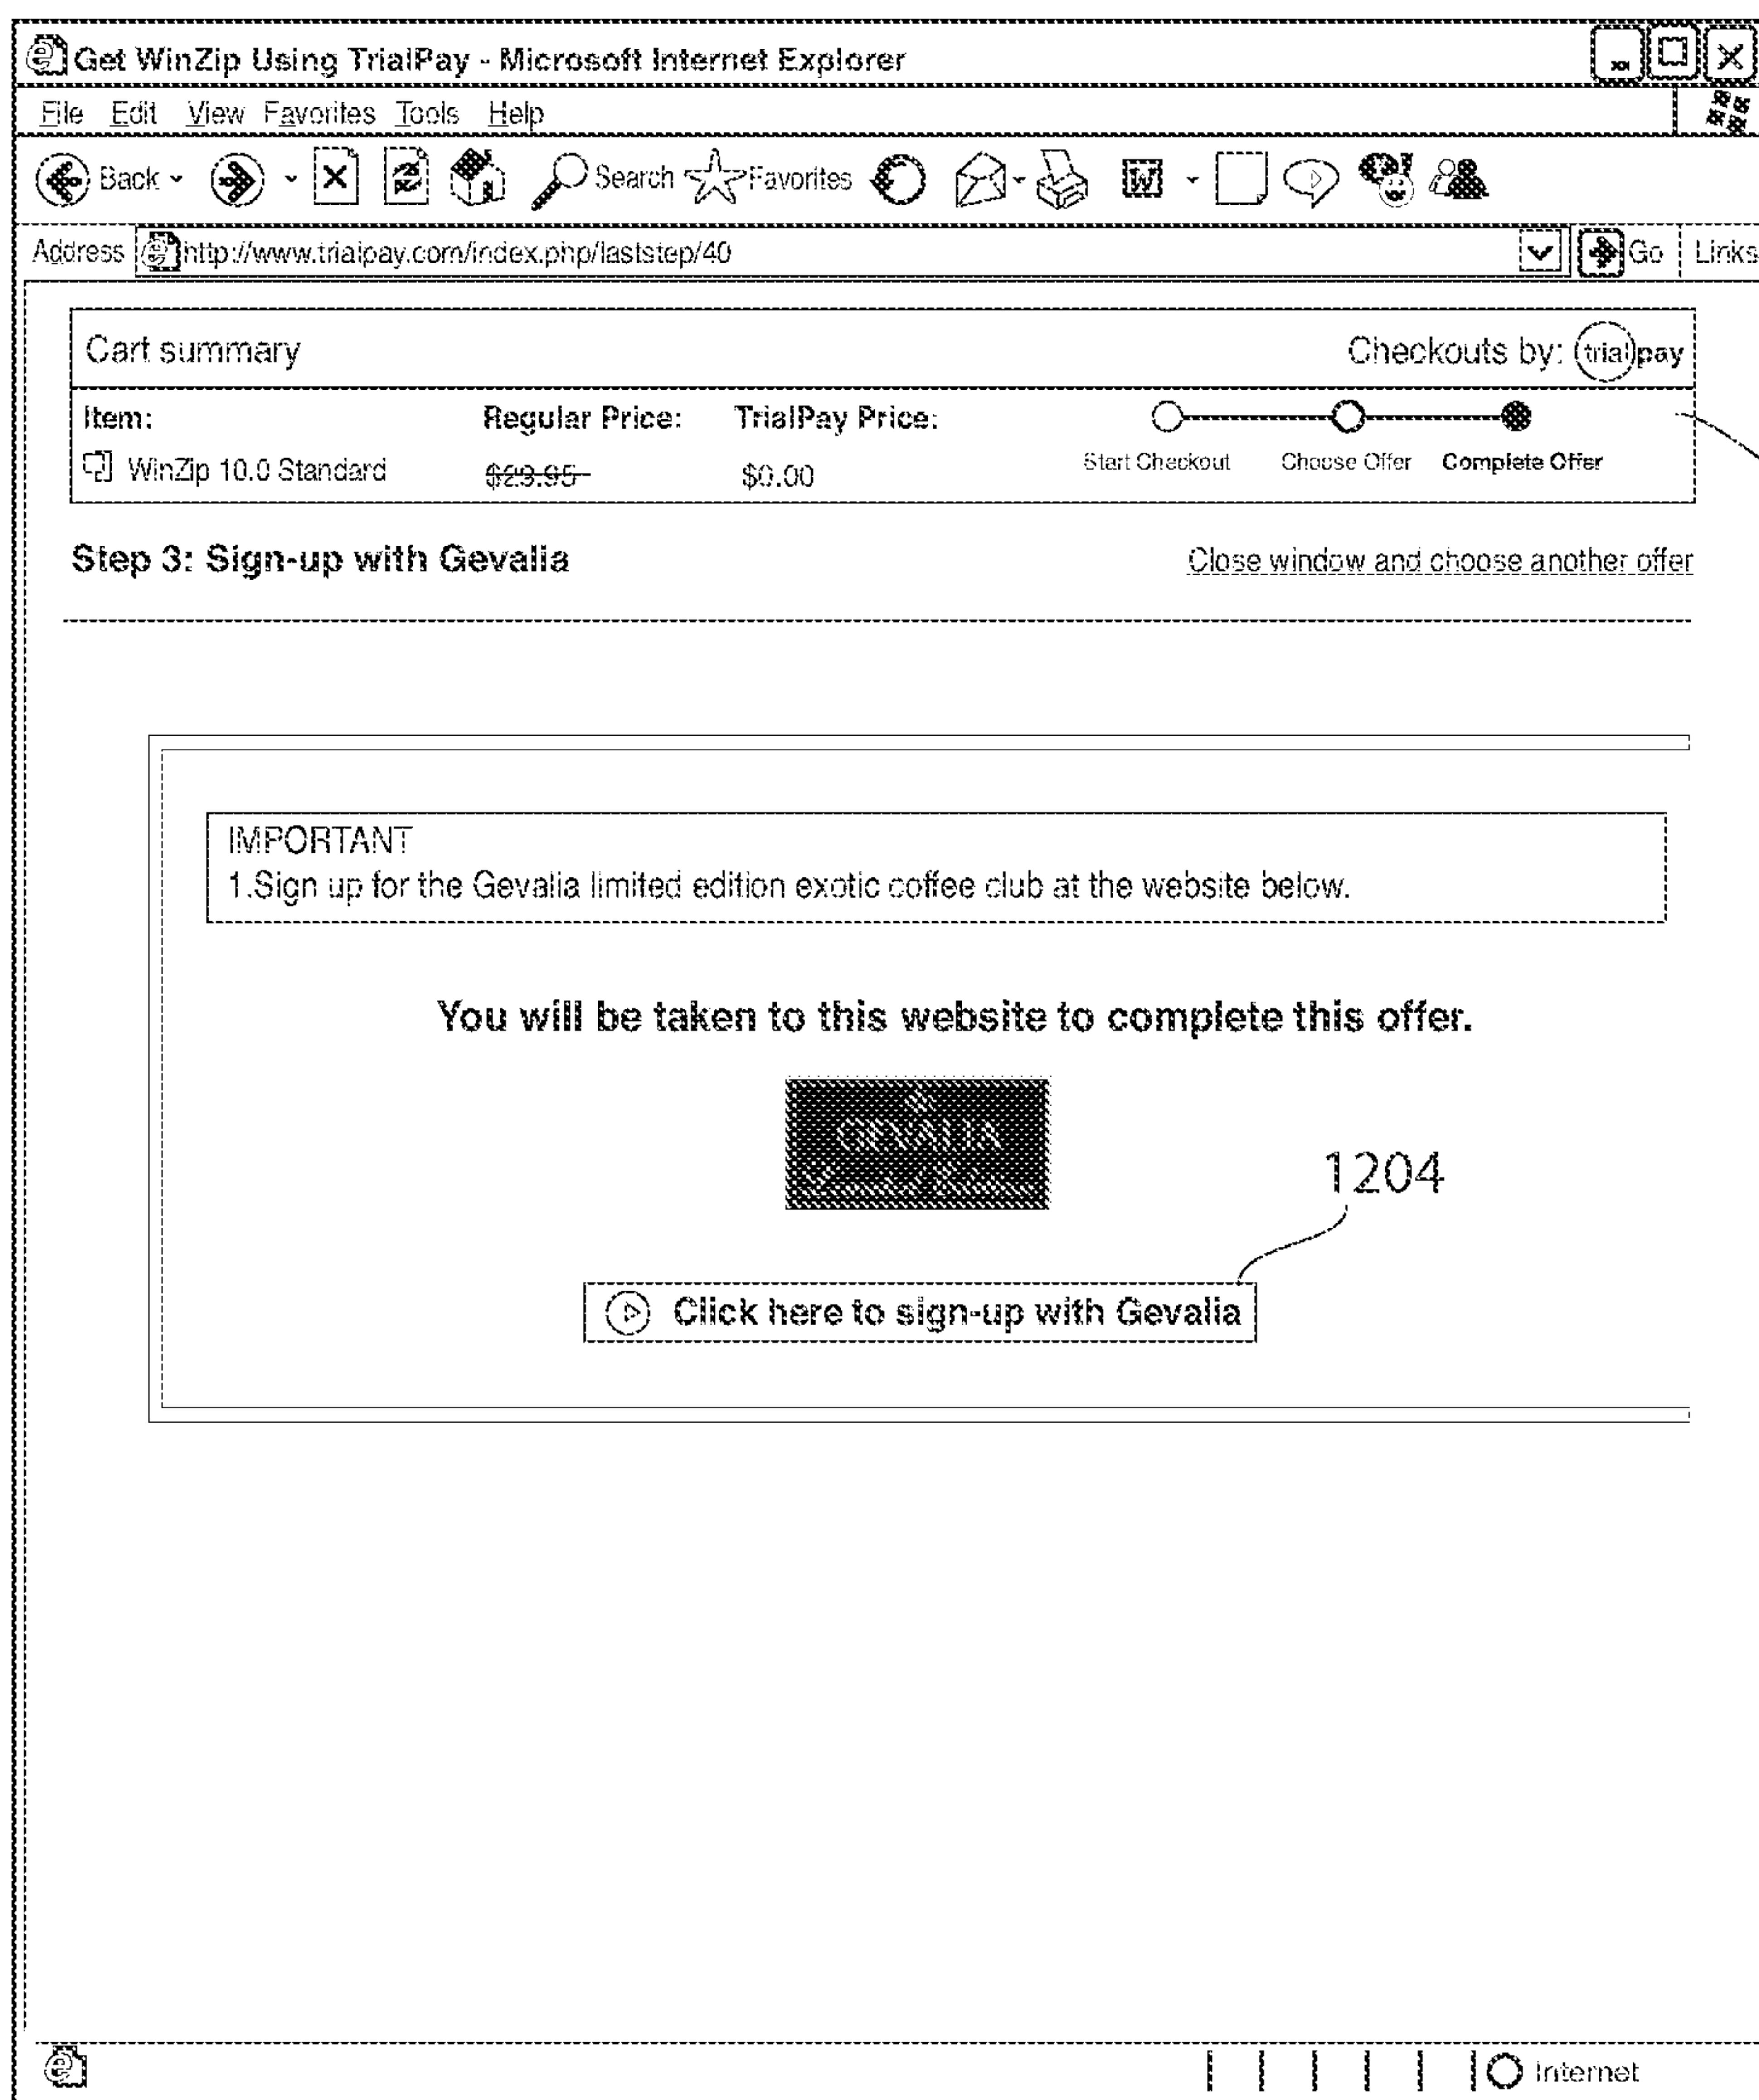 Get WinZip Using TrialPay - Microsoft Internet Explorer
File Edit View Favorites Tools Help
Back Search Favorites W
Address http://www.trialpay.com/index.php/laststep/40 Go Links
Cart summary Checkouts by: trialpay
Item: Regular Price: TrialPay Price:
WinZip 10.0 Standard $29.95 $0.00 Start Checkout Choose Offer Complete Offer
Step 3: Sign-up with Gevalia Close window and choose another offer
IMPORTANT
1.Sign up for the Gevalia limited edition exotic coffee club at the website below.
You will be taken to this website to complete this offer.
GEVALIA
1204
Click here to sign-up with Gevalia
Internet